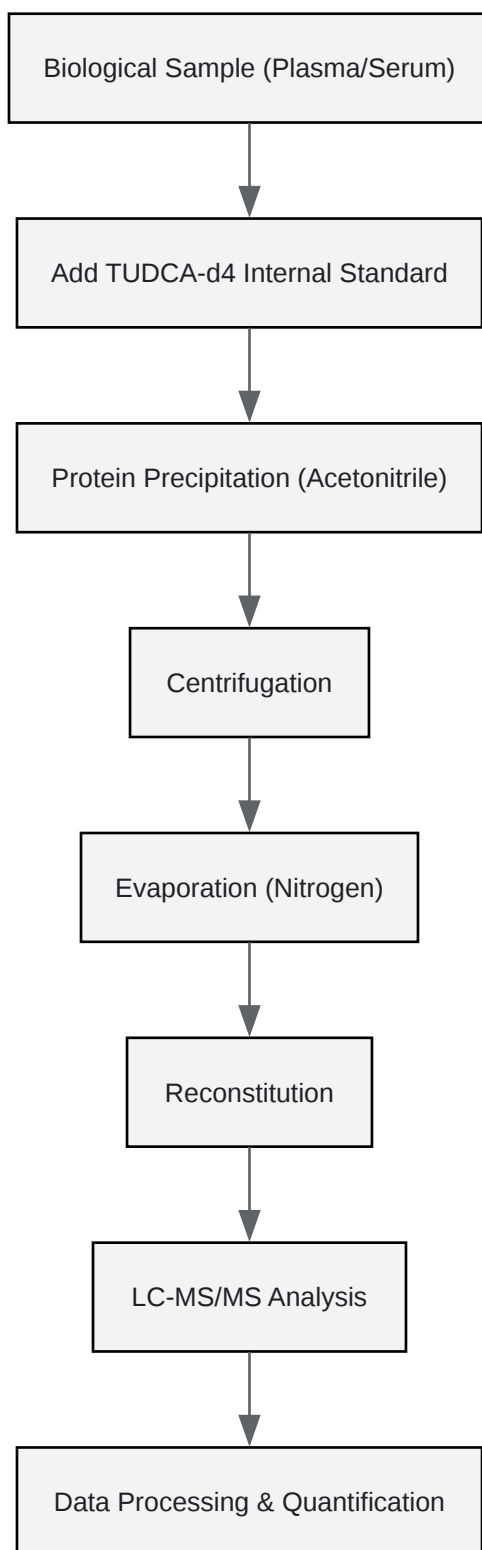 Biological Sample (Plasma/Serum)
Add TUDCA-d4 Internal Standard
Protein Precipitation (Acetonitrile)
Centrifugation
Evaporation (Nitrogen)
Reconstitution
LC-MS/MS Analysis
Data Processing & Quantification